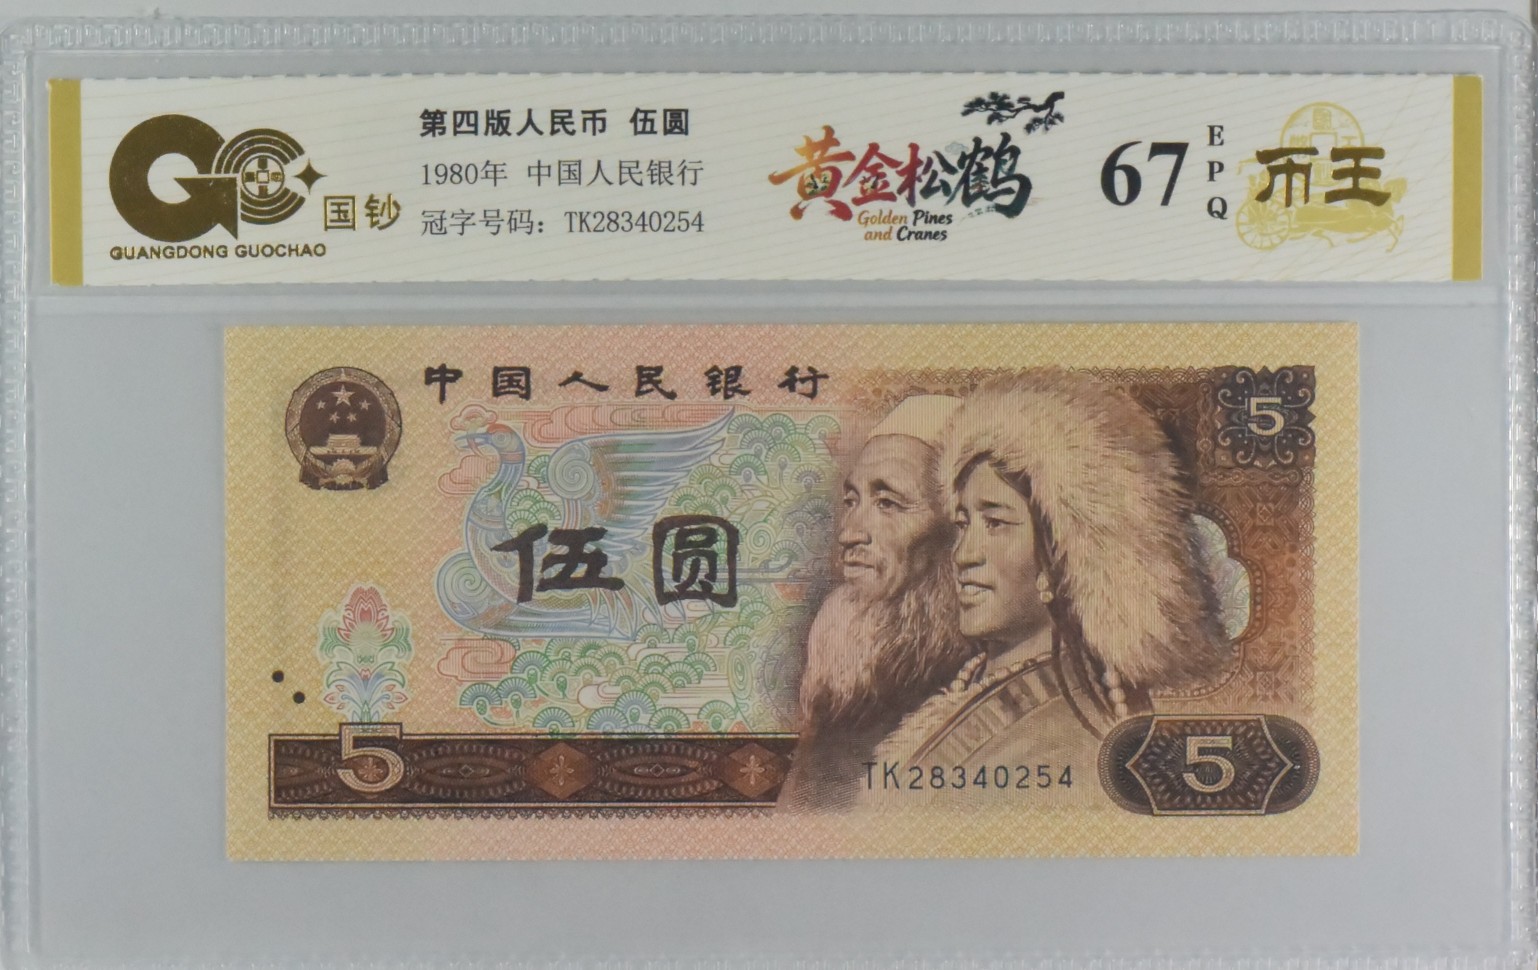 国钞
GUANGDONG GUOCHAO
第四版人民币 伍圆
1980年 中国人民银行
冠字号码：TK28340254
黄金松鹤
Golden Pines
and Cranes
67
EPQ
币王
中国人民银行
5
伍圆
5
TK28340254
5